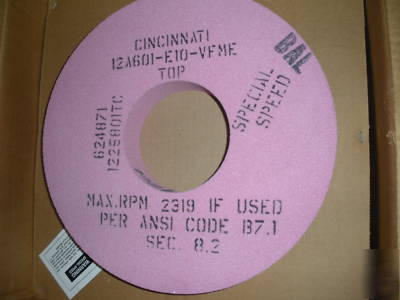 CINCINNATI
12A601-E10-VFME
TOP
BAL
SPECIAL
SPEED
624871
1225801TC
MAX.RPM 2319 IF USED
PER ANSI CODE B7.1
SEC. 8.2